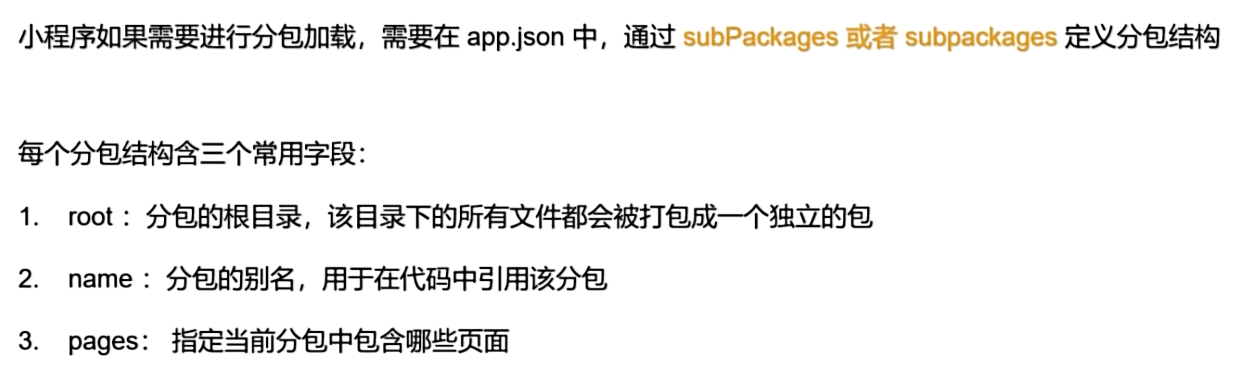 小程序如果需要进行分包加载，需要在 app.json 中，通过 subPackages 或者 subpackages 定义分包结构
每个分包结构含三个常用字段：
1. root： 分包的根目录，该目录下的所有文件都会被打包成一个独立的包
2. name： 分包的别名，用于在代码中引用该分包
3. pages： 指定当前分包中包含哪些页面